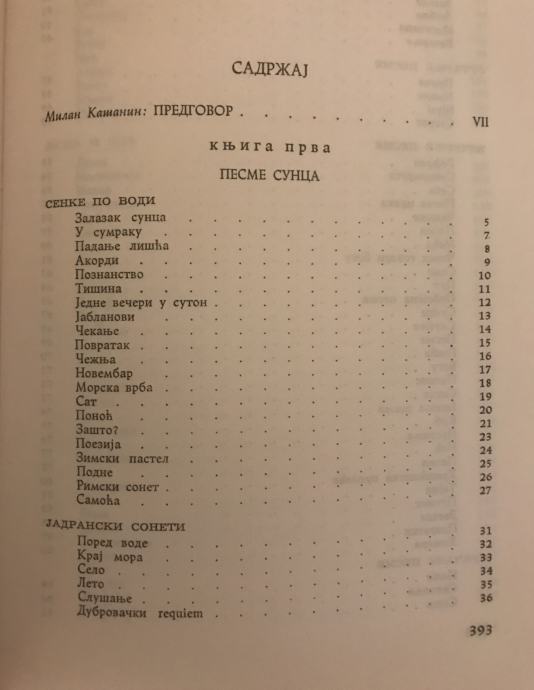 САДРЖАЈ
Милан Кашанин: ПРЕДГОВОР . . . . . . . . . . VII
КЊИГА ПРВА
ПЕСМЕ СУНЦА
СЕНКЕ ПО ВОДИ
Залазак сунца . . . . . . . . . . 5
У сумраку . . . . . . . . . . . 7
Падање лишћа . . . . . . . . . . 8
Акорди . . . . . . . . . . . . 9
Познанство . . . . . . . . . . . 10
Тишина . . . . . . . . . . . . 11
Једне вечери у сутон . . . . . . . . . 12
Јабланови . . . . . . . . . . . 13
Чекање . . . . . . . . . . . . 14
Повратак . . . . . . . . . . . 15
Чежња . . . . . . . . . . . . 16
Новембар . . . . . . . . . . . 17
Морска врба . . . . . . . . . . . 18
Сат . . . . . . . . . . . . . 19
Поноћ . . . . . . . . . . . . 20
Зашто? . . . . . . . . . . . . 21
Поезија . . . . . . . . . . . . 23
Зимски пастел . . . . . . . . . . 24
Подне . . . . . . . . . . . . 25
Римски сонет . . . . . . . . . . . 26
Самоћа . . . . . . . . . . . . 27
ЈАДРАНСКИ СОНЕТИ
Поред воде . . . . . . . . . . . 31
Крај мора . . . . . . . . . . . 32
Село . . . . . . . . . . . . . 33
Лето . . . . . . . . . . . . . 34
Слушање . . . . . . . . . . . . 35
Дубровачки requiem . . . . . . . . . 36
393